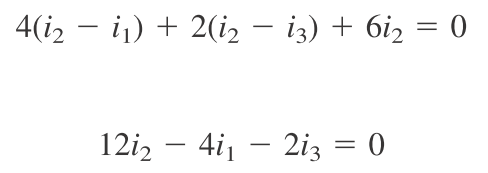 4(i₂ − i₁) + 2(i₂ − i₃) + 6i₂ = 0
12i₂ − 4i₁ − 2i₃ = 0